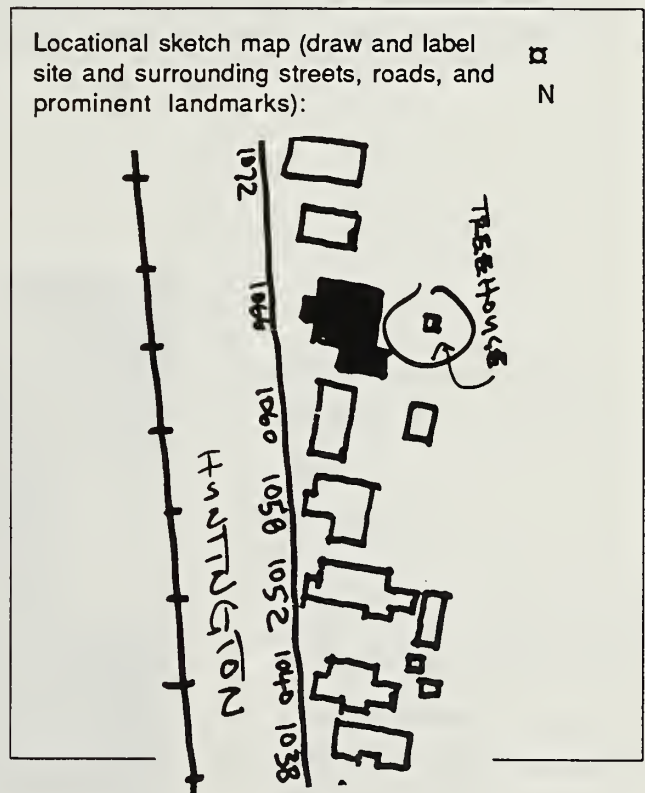 Locational sketch map (draw and label
site and surrounding streets, roads, and
prominent landmarks):
N
1072
1066
1060
1058
1052
1040
1038
HUNTINGTON
TREEHOUSE